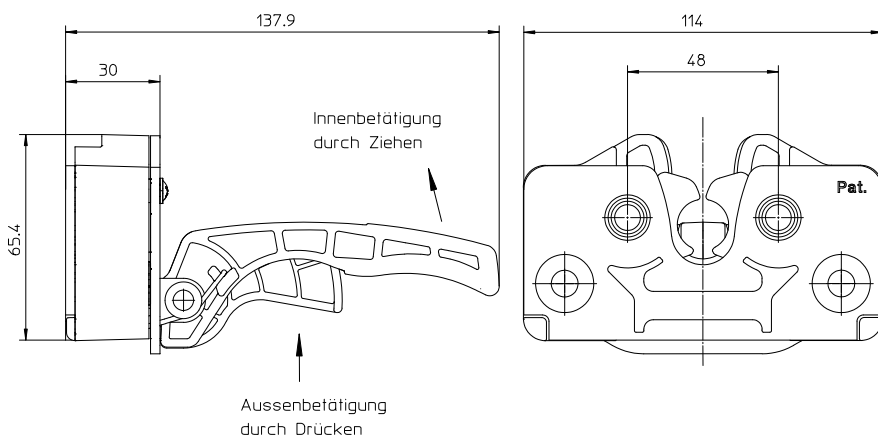 137.9
114
30
48
Innenbetätigung
durch Ziehen
Pat.
65.4
Aussenbetätigung
durch Drücken